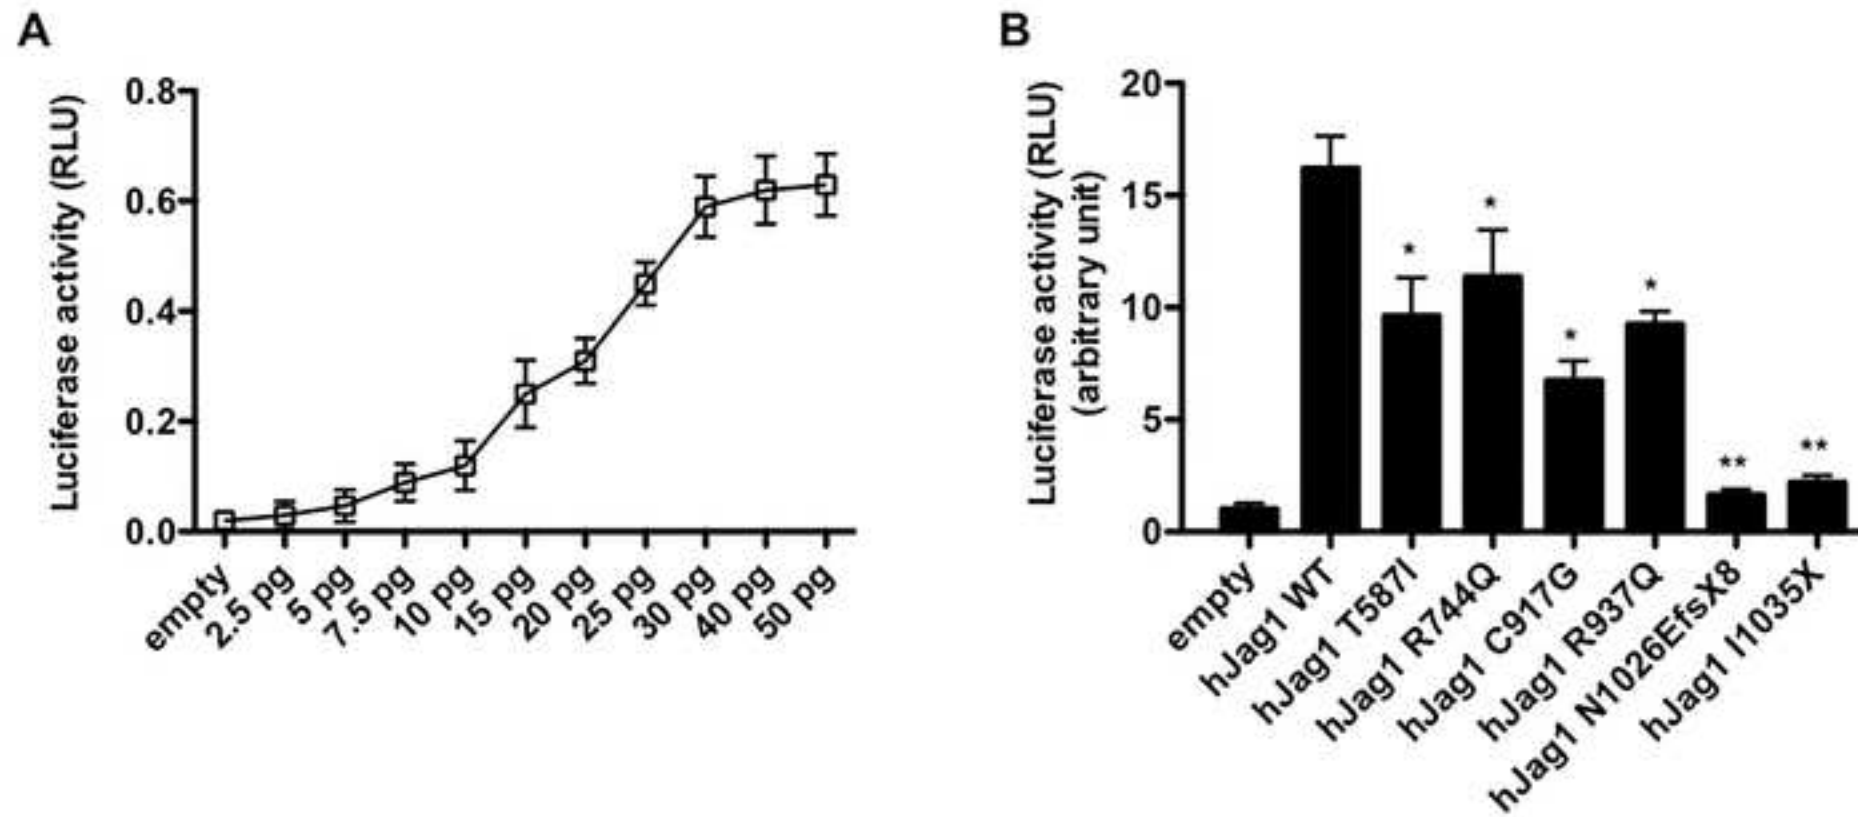 A
Luciferase activity (RLU)
0.8
0.6
0.4
0.2
0.0
empty
2.5 pg
5 pg
7.5 pg
10 pg
15 pg
20 pg
25 pg
30 pg
40 pg
50 pg
B
Luciferase activity (RLU)
(arbitrary unit)
20
15
10
5
0
*
*
*
*
**
**
empty
hJag1 WT
hJag1 T587I
hJag1 R744Q
hJag1 C917G
hJag1 R937Q
hJag1 N1026EfsX8
hJag1 I1035X